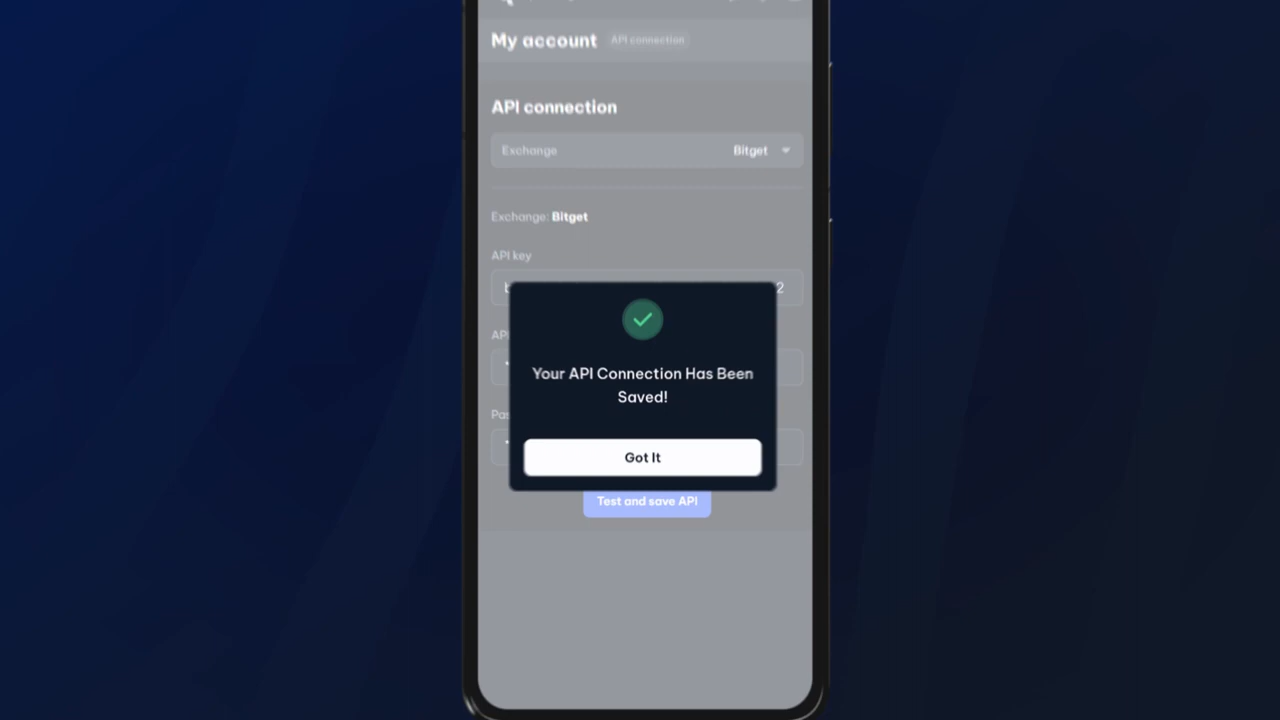 My account API connection
API connection
Exchange Bitget
Exchange: Bitget
API key
2
API
Your API Connection Has Been
Saved!
Got It
Test and save API